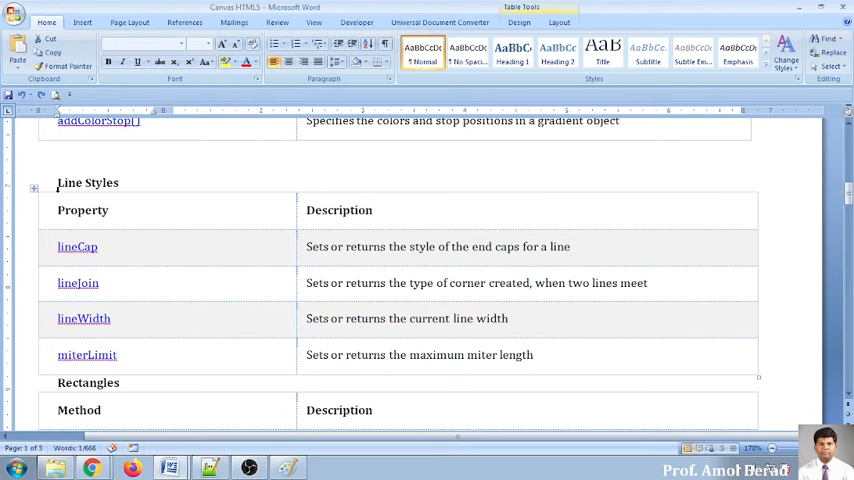 Canvas HTML5 - Microsoft Word
Table Tools
Home Insert Page Layout References Mailings Review View Developer Universal Document Converter Design Layout
Paste
Cut
Copy
Format Painter
Clipboard
Font
Paragraph
AaBbCcDc AaBbCcDc AaBbCc AaBbCc AaB AaBbCc. AaBbCcDc AaBbCcDc
¶ Normal ¶ No Spaci... Heading 1 Heading 2 Title Subtitle Subtle Em... Emphasis
Change Styles
Styles
Find
Replace
Select
Editing
addColorStop() Specifies the colors and stop positions in a gradient object
Line Styles
Property Description
lineCap Sets or returns the style of the end caps for a line
lineJoin Sets or returns the type of corner created, when two lines meet
lineWidth Sets or returns the current line width
miterLimit Sets or returns the maximum miter length
Rectangles
Method Description
Page: 1 of 3 Words: 1/666 170%
Prof. Amol Berad